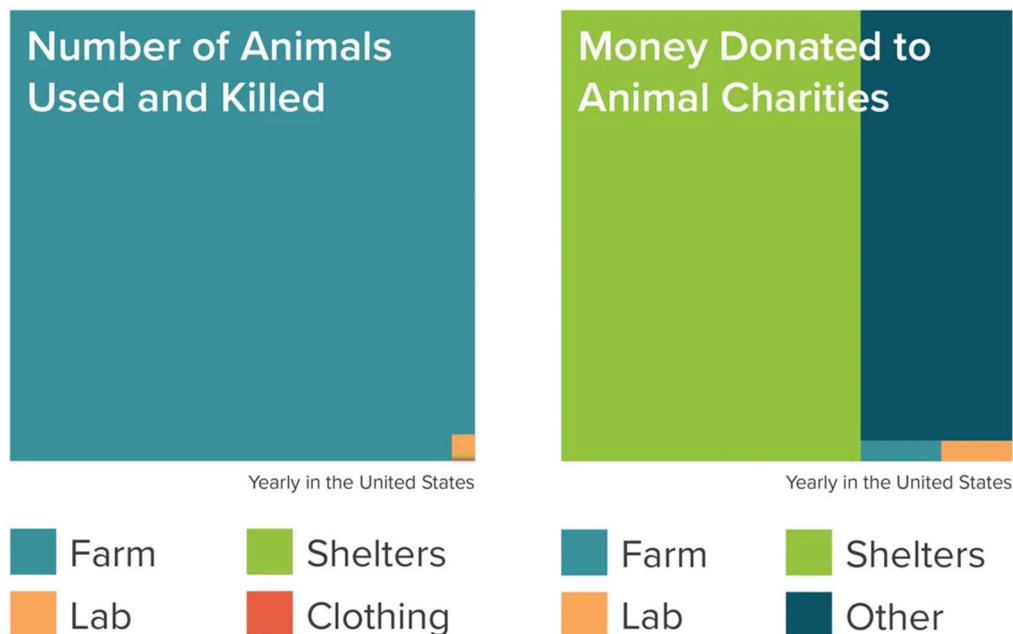 Number of Animals
Used and Killed
Yearly in the United States
Farm
Shelters
Lab
Clothing
Money Donated to
Animal Charities
Yearly in the United States
Farm
Shelters
Lab
Other